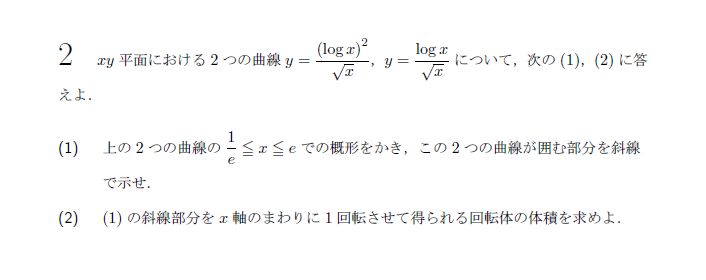 2 xy 平面における 2 つの曲線 y = \frac{(\log x)^2}{\sqrt{x}}, y = \frac{\log x}{\sqrt{x}} について，次の (1)，(2) に答
えよ．
(1) 上の 2 つの曲線の \frac{1}{e} ≦ x ≦ e での概形をかき，この 2 つの曲線が囲む部分を斜線
で示せ．
(2) (1) の斜線部分を x 軸のまわりに 1 回転させて得られる回転体の体積を求めよ．